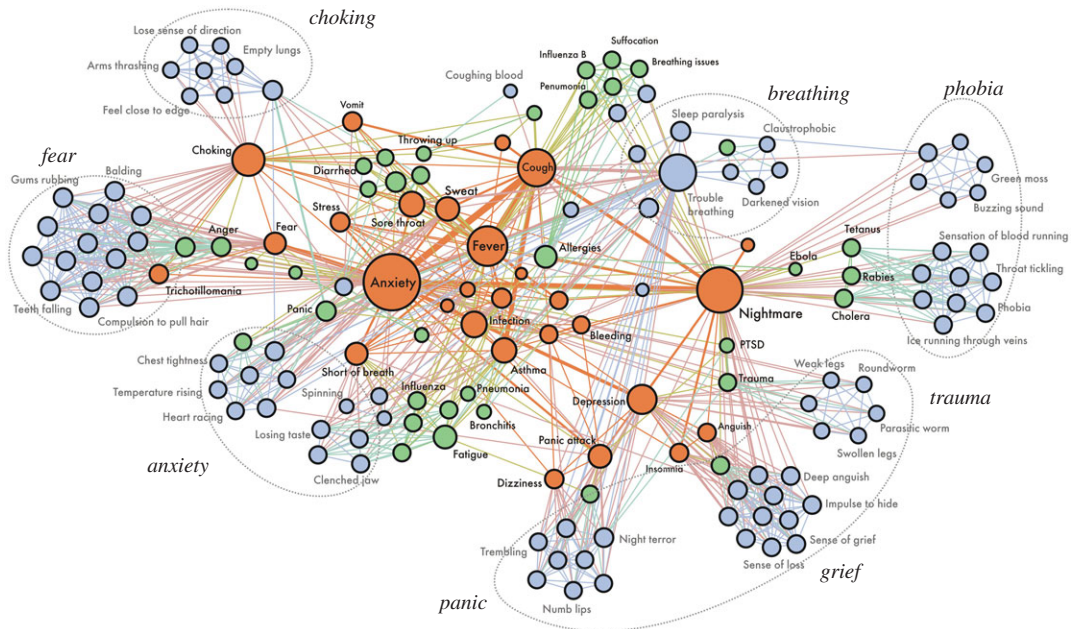 choking
Lose sense of direction
Empty lungs
Arms thrashing
Feel close to edge
Suffocation
Influenza B
Breathing issues
Penumonia
Coughing blood
breathing
phobia
Sleep paralysis
Claustrophobic
Vomit
Choking
Throwing up
Diarrhea
Cough
fear
Balding
Gums rubbing
Green moss
Trouble
breathing
Darkened vision
Buzzing sound
Sweat
Sore throat
Stress
Anger
Fear
Fever
Allergies
Tetanus
Sensation of blood running
Ebola
Throat tickling
Rabies
Trichotillomania
Anxiety
Teeth falling
Compulsion to pull hair
Panic
Nightmare
Cholera
Phobia
Infection
Bleeding
Ice running through veins
PTSD
Chest tightness
Short of breath
Asthma
Weak legs
Roundworm
Temperature rising
Spinning
Influenza
Pneumonia
Trauma
trauma
Heart racing
Bronchitis
Depression
Losing taste
Anguish
Parasitic worm
anxiety
Fatigue
Panic attack
Swollen legs
Clenched jaw
Insomnia
Dizziness
Deep anguish
Impulse to hide
Trembling
Night terror
Sense of grief
Sense of loss
grief
panic
Numb lips